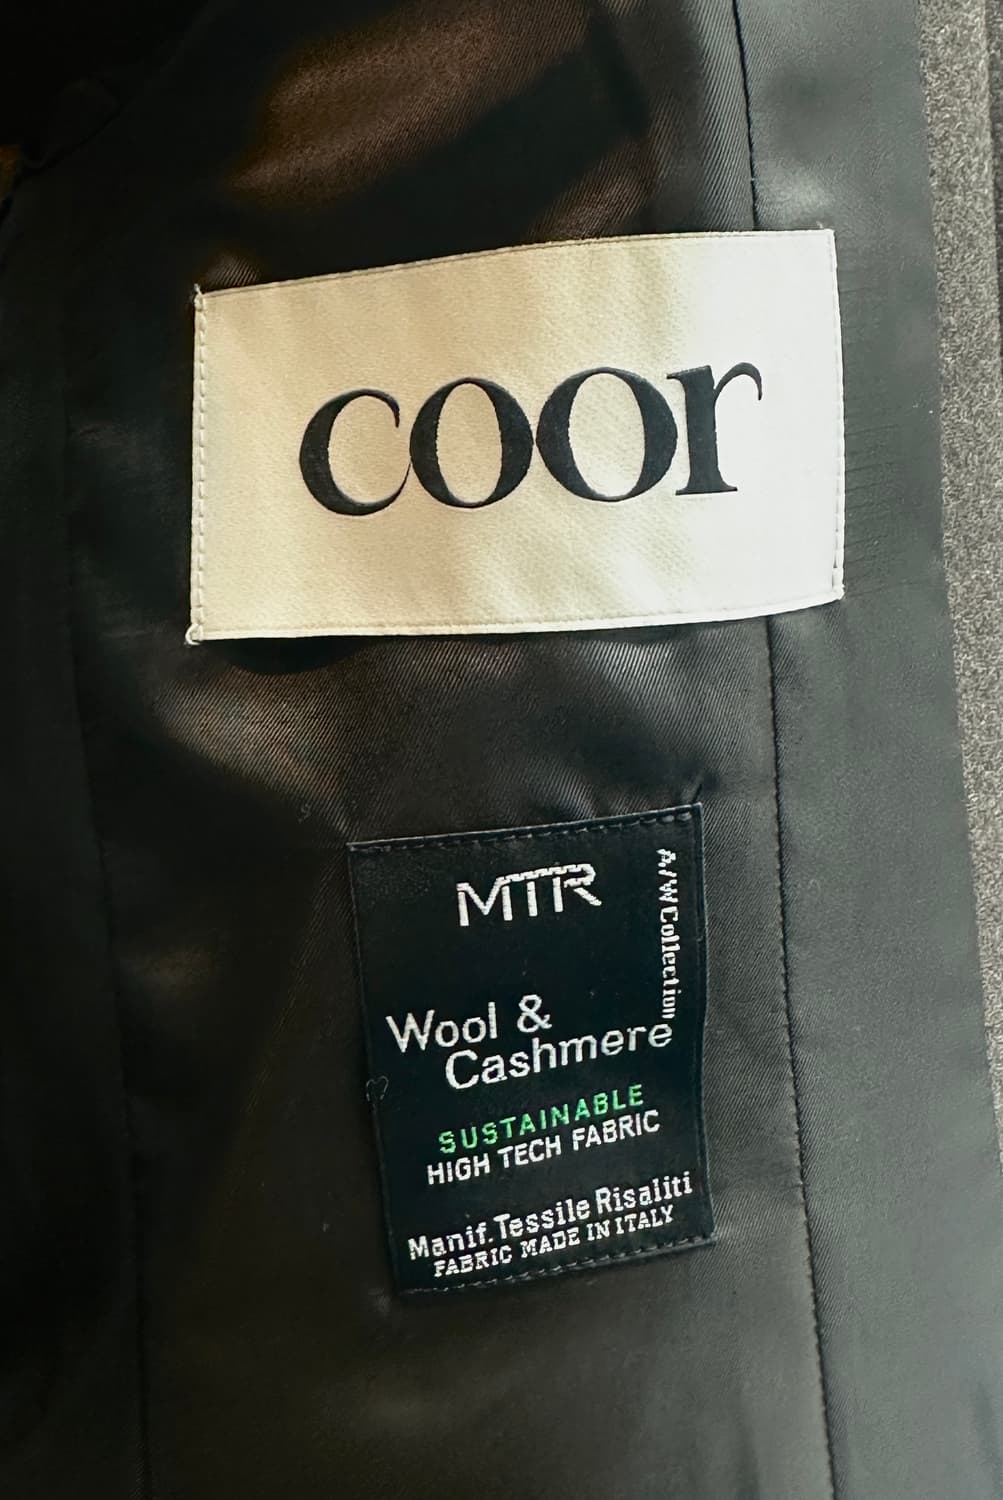 coor
MTR
A/W Collection
Wool &
Cashmere
SUSTAINABLE
HIGH TECH FABRIC
Manif. Tessile Risaliti
FABRIC MADE IN ITALY